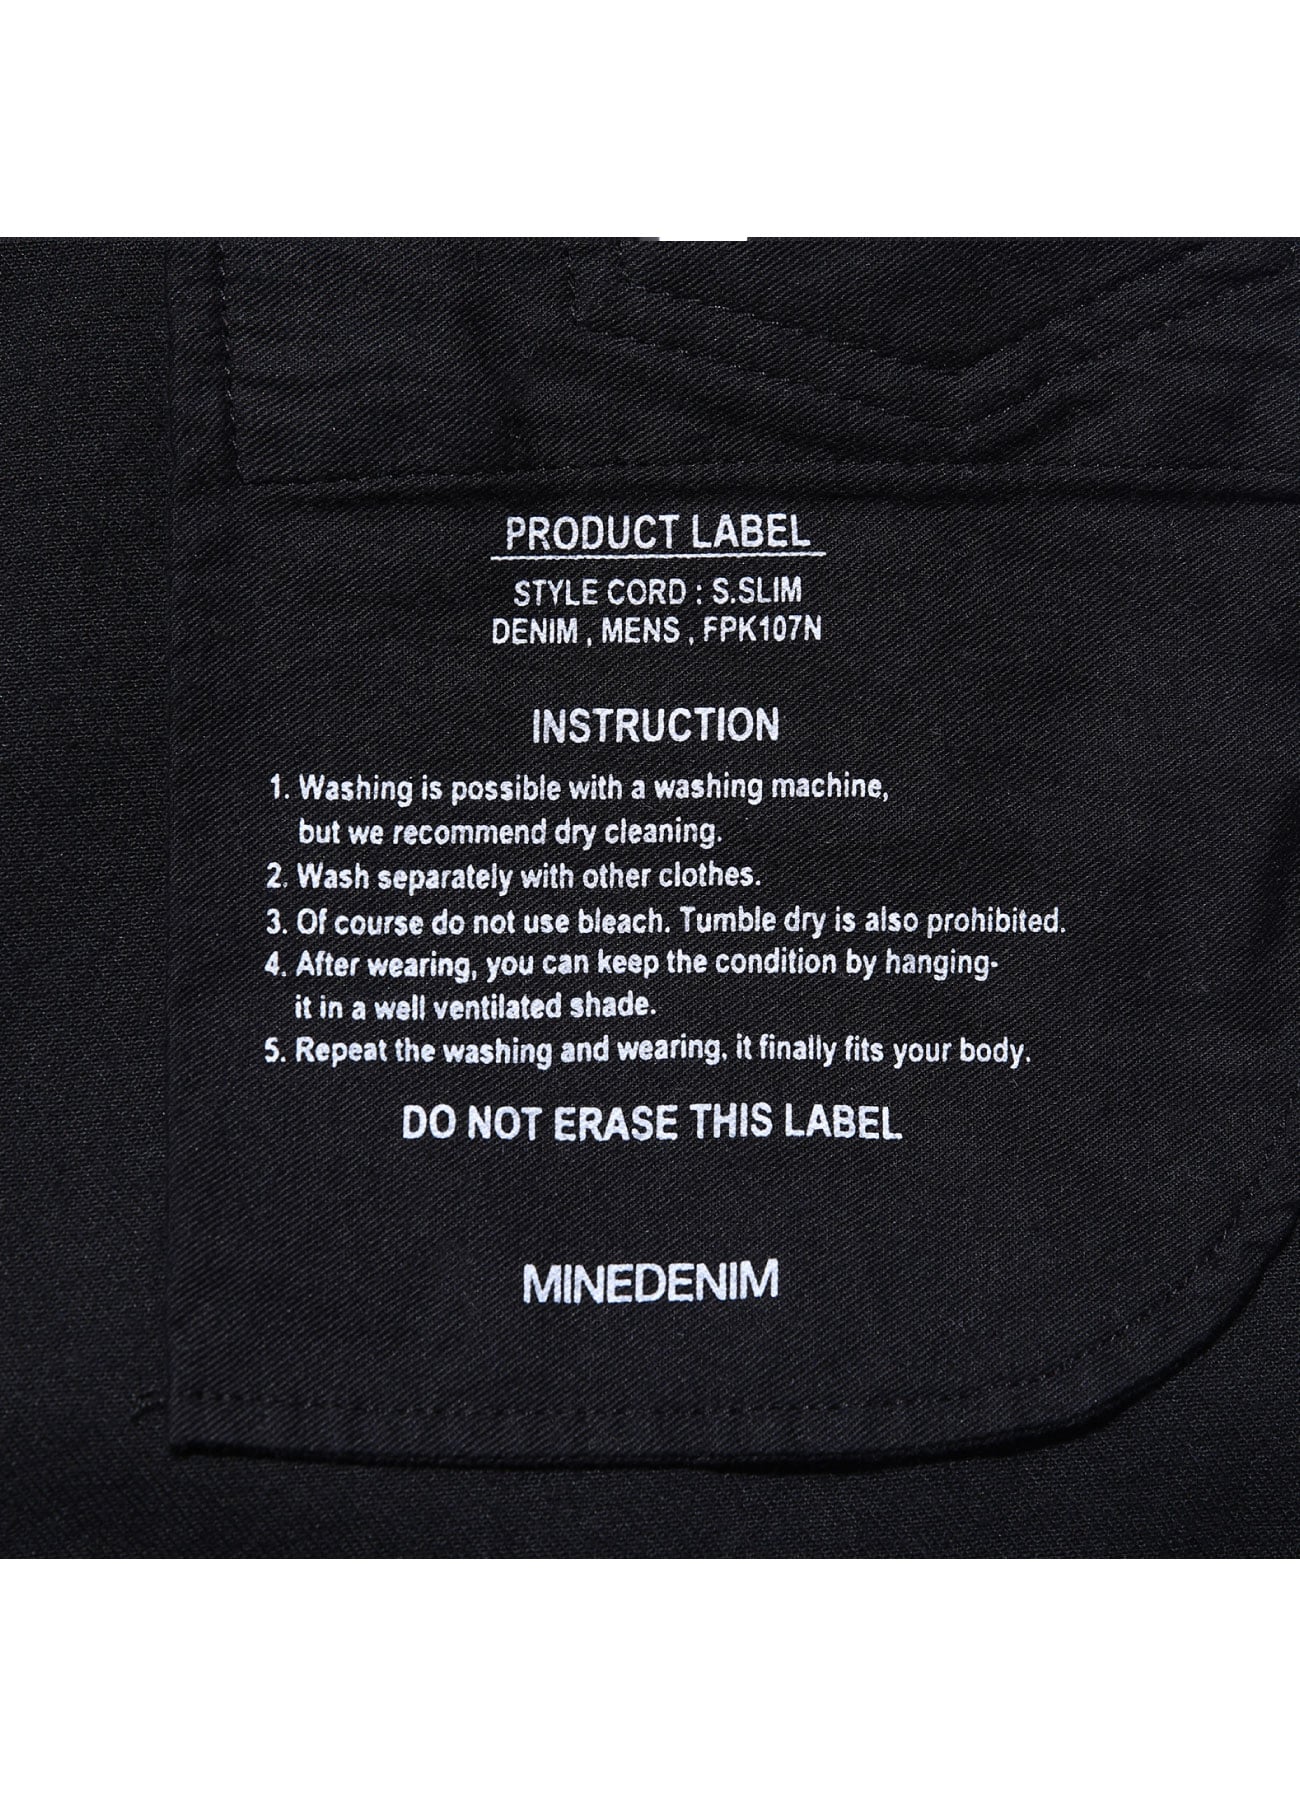 PRODUCT LABEL
STYLE CORD : S.SLIM
DENIM , MENS , FPK107N
INSTRUCTION
1. Washing is possible with a washing machine,
but we recommend dry cleaning.
2. Wash separately with other clothes.
3. Of course do not use bleach. Tumble dry is also prohibited.
4. After wearing, you can keep the condition by hanging-
it in a well ventilated shade.
5. Repeat the washing and wearing, it finally fits your body.
DO NOT ERASE THIS LABEL
MINEDENIM